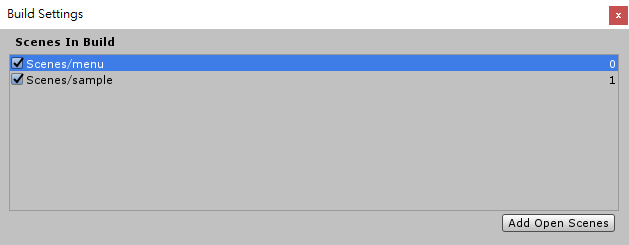 Build Settings
x
Scenes In Build
Scenes/menu 0
Scenes/sample 1
Add Open Scenes